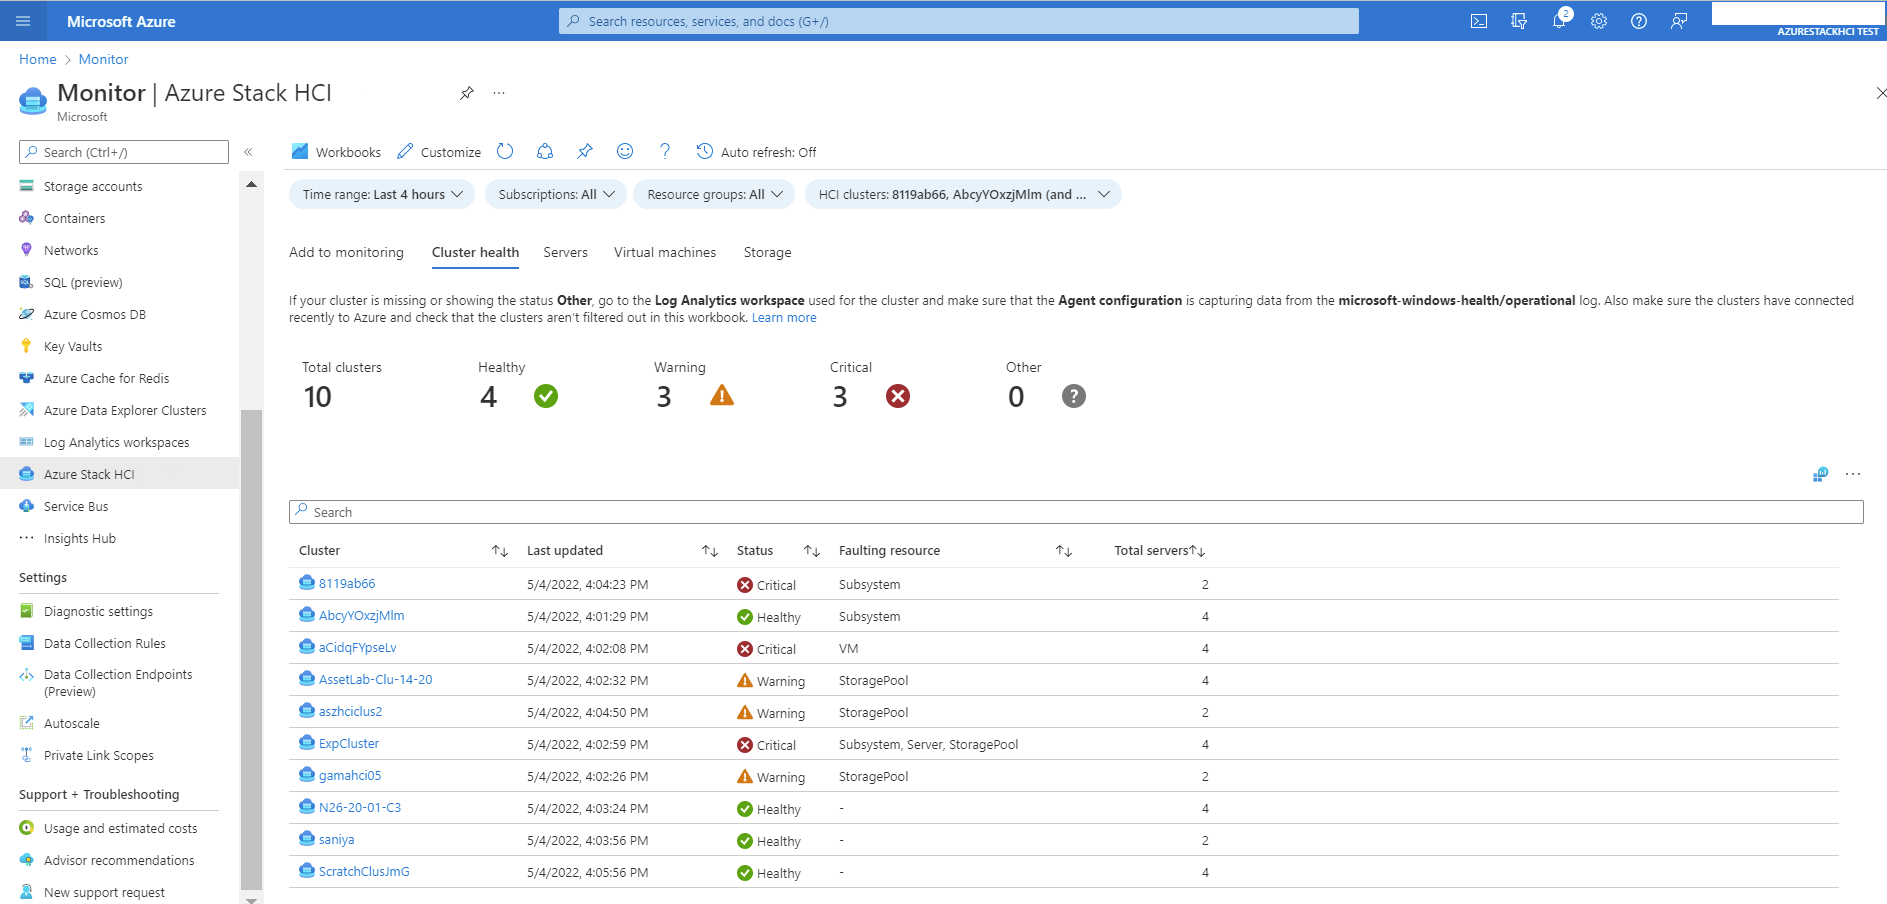 Microsoft Azure
Search resources, services, and docs (G+/)
2
AZURESTACKHCI TEST
Home > Monitor
Monitor | Azure Stack HCI
...
Microsoft
Search (Ctrl+/)
«
Storage accounts
Containers
Networks
SQL (preview)
Azure Cosmos DB
Key Vaults
Azure Cache for Redis
Azure Data Explorer Clusters
Log Analytics workspaces
Azure Stack HCI
Service Bus
Insights Hub
Settings
Diagnostic settings
Data Collection Rules
Data Collection Endpoints
(Preview)
Autoscale
Private Link Scopes
Support + Troubleshooting
Usage and estimated costs
Advisor recommendations
New support request
Workbooks Customize ? Auto refresh: Off
Time range: Last 4 hours Subscriptions: All Resource groups: All HCI clusters: 8119ab66, AbcyYOxzjMlm (and ...
Add to monitoring Cluster health Servers Virtual machines Storage
If your cluster is missing or showing the status Other, go to the Log Analytics workspace used for the cluster and make sure that the Agent configuration is capturing data from the microsoft-windows-health/operational log. Also make sure the clusters have connected
recently to Azure and check that the clusters aren't filtered out in this workbook. Learn more
Total clusters Healthy Warning Critical Other
10 4 3 3 0 ?
...
Search
Cluster Last updated Status Faulting resource Total servers
8119ab66 5/4/2022, 4:04:23 PM Critical Subsystem 2
AbcyYOxzjMlm 5/4/2022, 4:01:29 PM Healthy Subsystem 4
aCidqFYpseLv 5/4/2022, 4:02:08 PM Critical VM 4
AssetLab-Clu-14-20 5/4/2022, 4:02:32 PM Warning StoragePool 4
aszhciclus2 5/4/2022, 4:04:50 PM Warning StoragePool 2
ExpCluster 5/4/2022, 4:02:59 PM Critical Subsystem, Server, StoragePool 4
gamahci05 5/4/2022, 4:02:26 PM Warning StoragePool 2
N26-20-01-C3 5/4/2022, 4:03:24 PM Healthy - 4
saniya 5/4/2022, 4:03:56 PM Healthy - 2
ScratchClusJmG 5/4/2022, 4:05:56 PM Healthy - 4